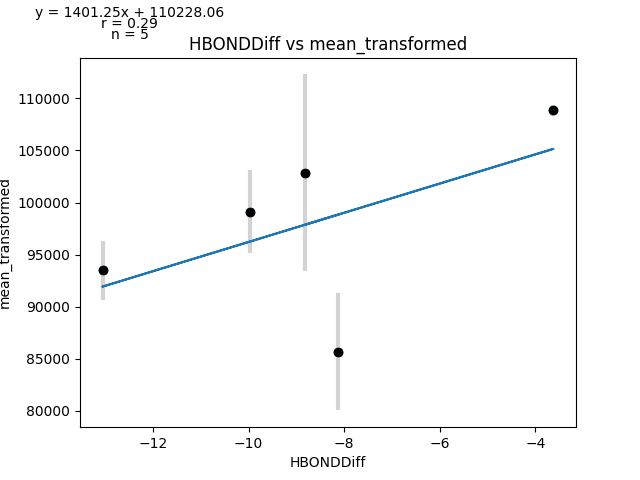 y = 1401.25x + 110228.06
r = 0.29
n = 5
HBONDDiff vs mean_transformed
110000
105000
100000
95000
90000
85000
80000
mean_transformed
−12
−10
−8
−6
−4
HBONDDiff